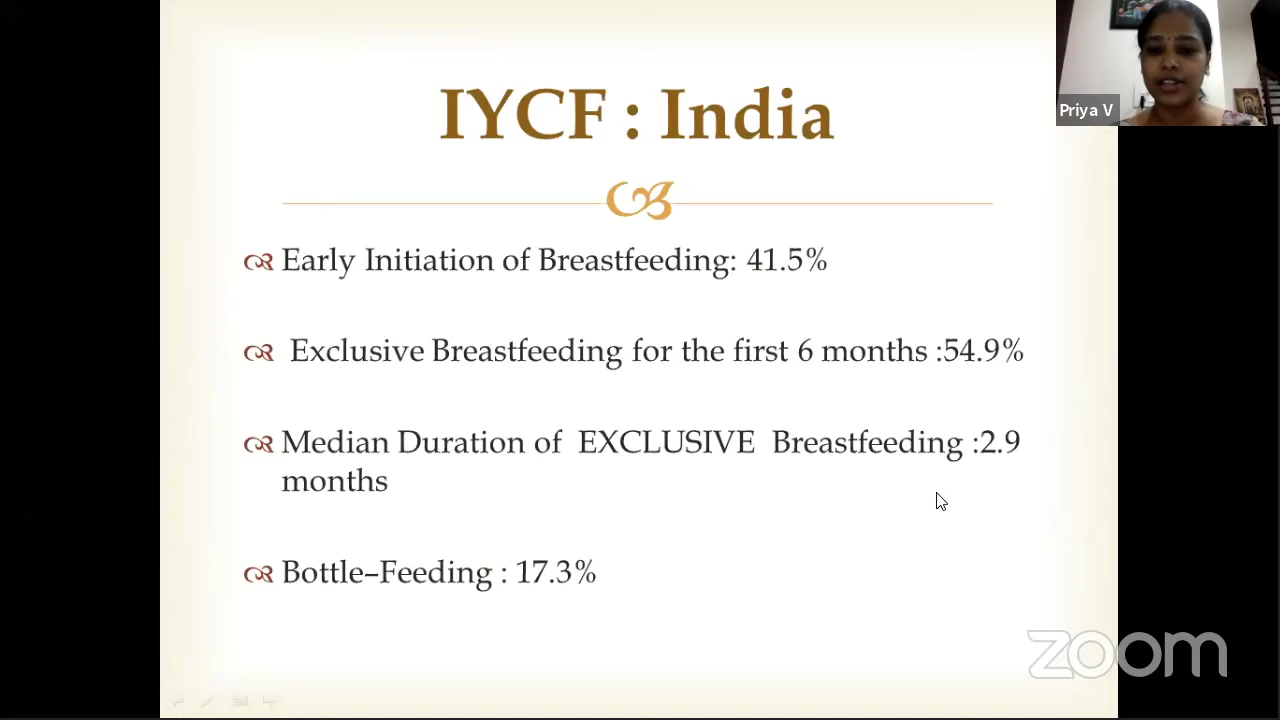 IYCF : India
Priya V
Early Initiation of Breastfeeding: 41.5%
Exclusive Breastfeeding for the first 6 months :54.9%
Median Duration of EXCLUSIVE Breastfeeding :2.9
months
Bottle–Feeding : 17.3%
zoom